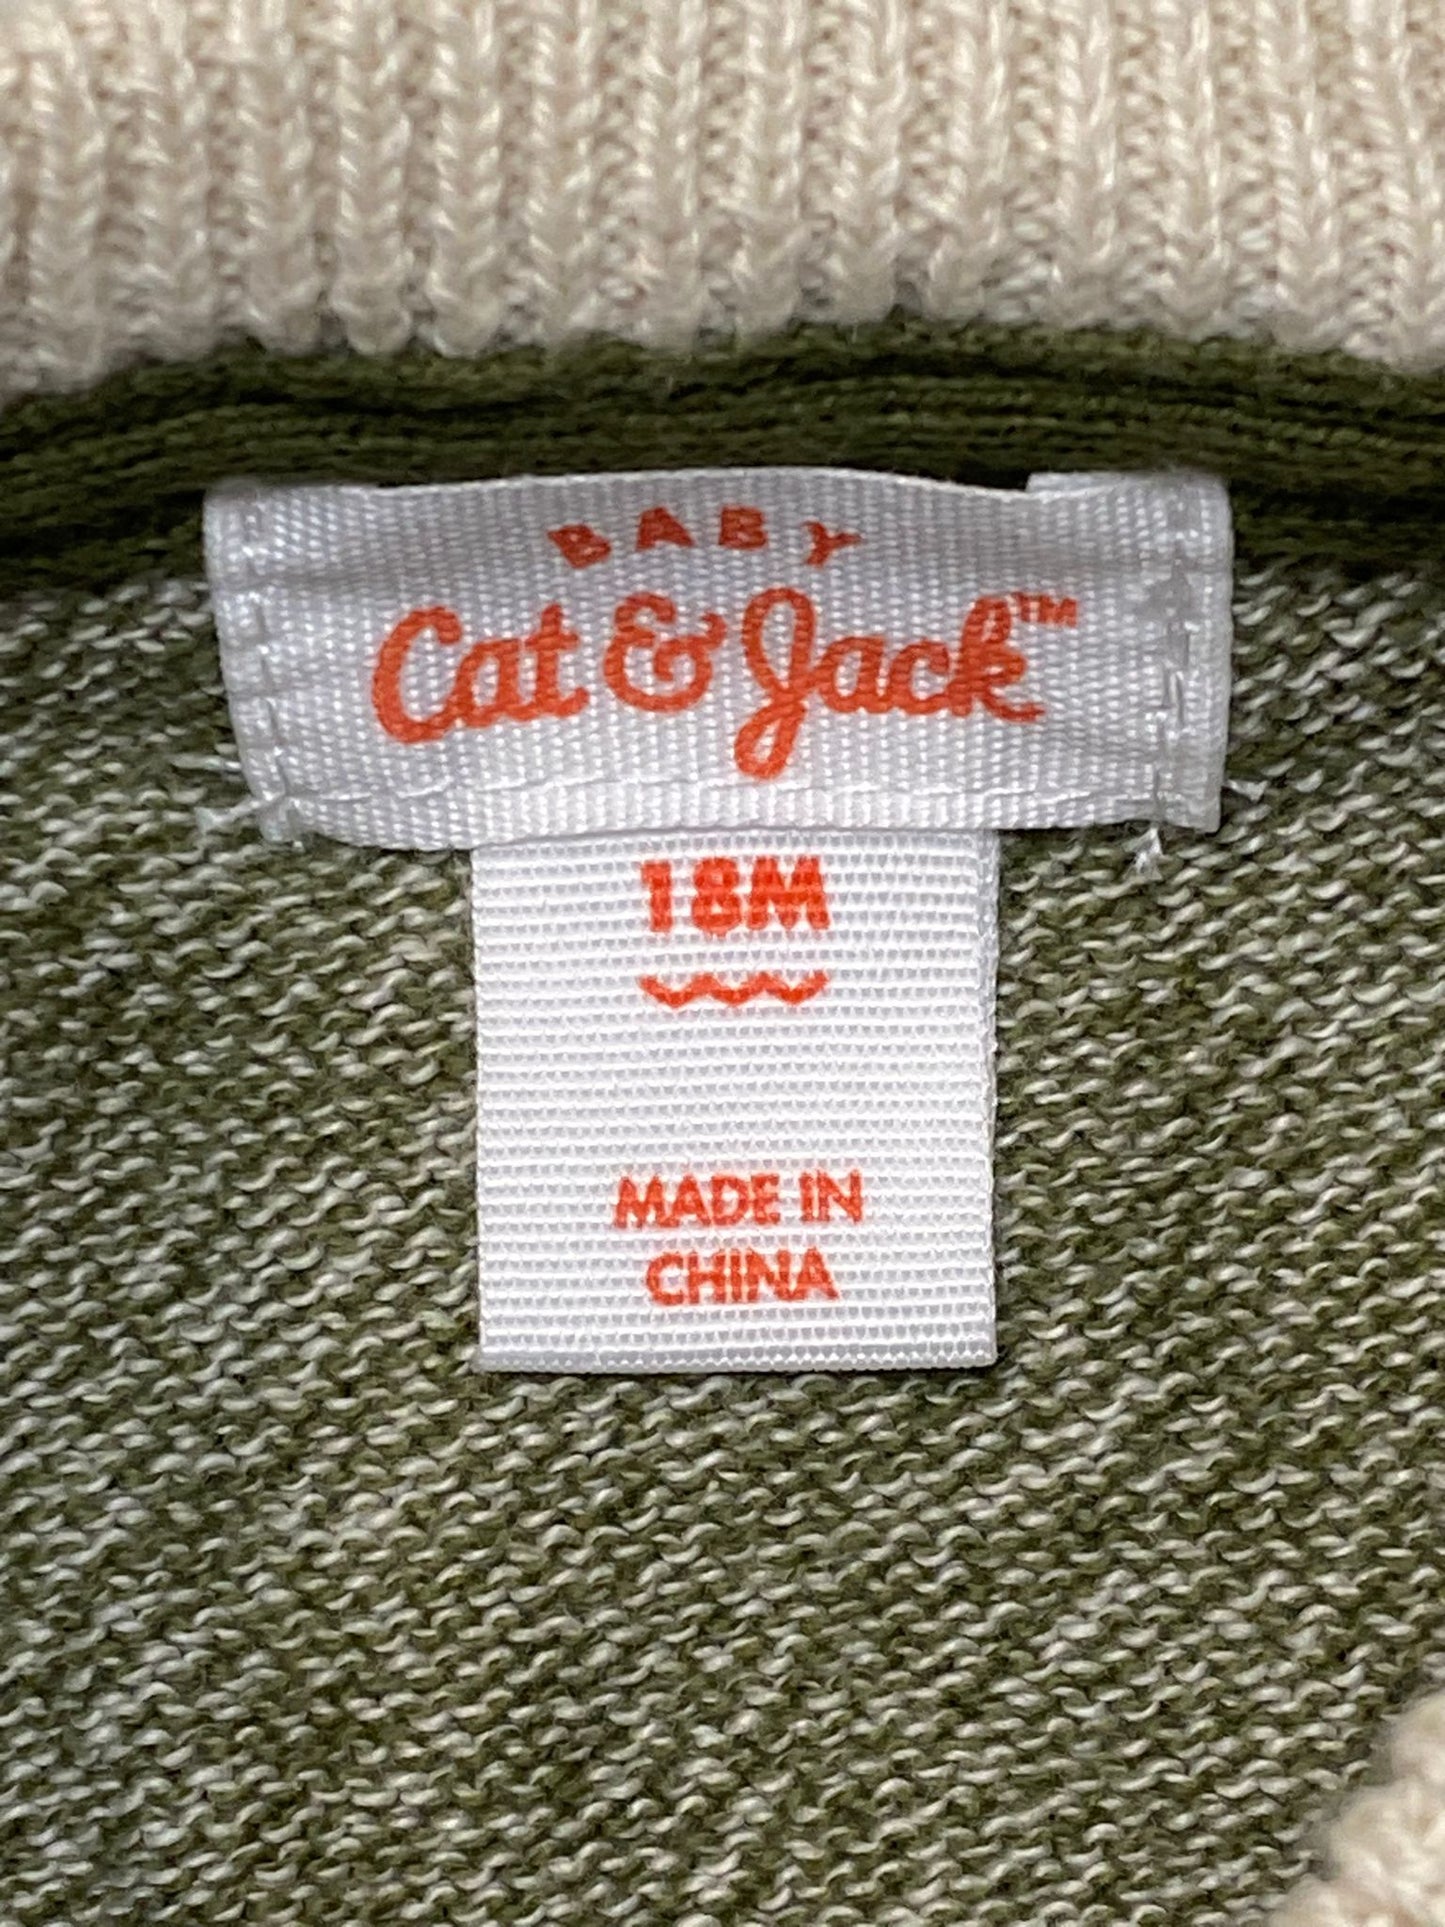 BABY
Cat & Jack™
18M
MADE IN
CHINA